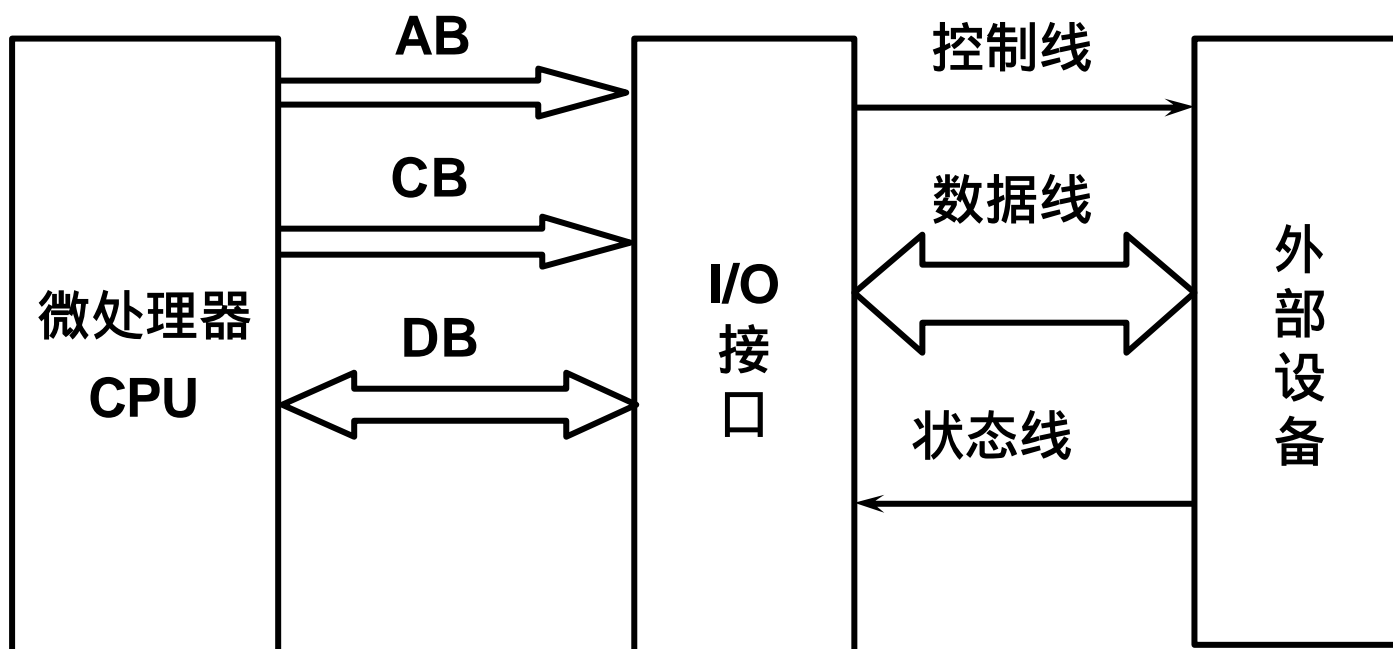 AB
CB
DB
微处理器
CPU
I/O
接
口
控制线
数据线
状态线
外
部
设
备